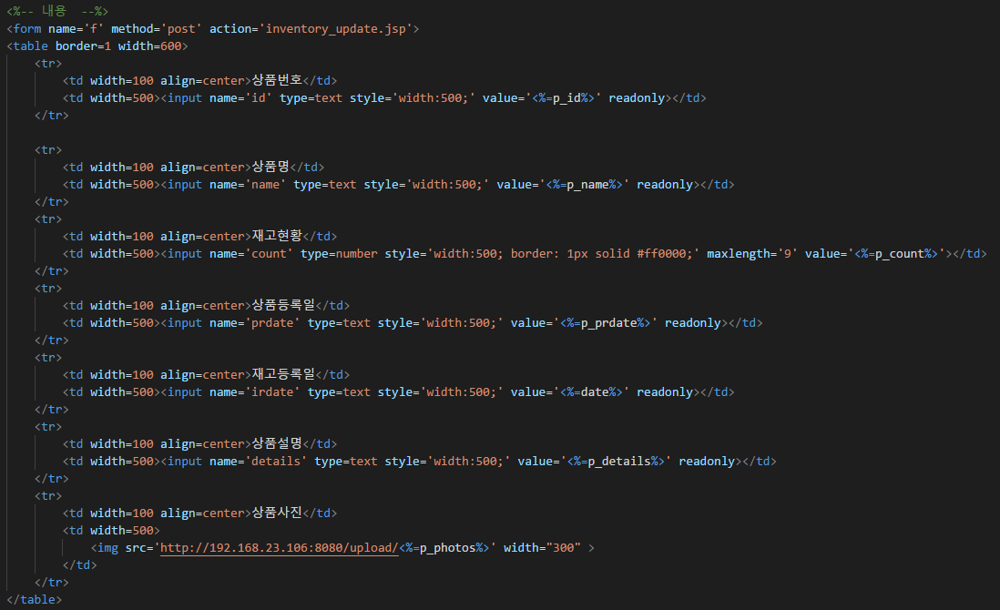 <%-- 내용  --%>
<form name='f' method='post' action='inventory_update.jsp'>
<table border=1 width=600>
    <tr>
        <td width=100 align=center>상품번호</td>
        <td width=500><input name='id' type=text style='width:500;' value='<%=p_id%>' readonly></td>
    </tr>

    <tr>
        <td width=100 align=center>상품명</td>
        <td width=500><input name='name' type=text style='width:500;' value='<%=p_name%>' readonly></td>
    </tr>
    <tr>
        <td width=100 align=center>재고현황</td>
        <td width=500><input name='count' type=number style='width:500; border: 1px solid #ff0000;' maxlength='9' value='<%=p_count%>'></td>
    </tr>
    <tr>
        <td width=100 align=center>상품등록일</td>
        <td width=500><input name='prdate' type=text style='width:500;' value='<%=p_prdate%>' readonly></td>
    </tr>
    <tr>
        <td width=100 align=center>재고등록일</td>
        <td width=500><input name='irdate' type=text style='width:500;' value='<%=date%>' readonly></td>
    </tr>
    <tr>
        <td width=100 align=center>상품설명</td>
        <td width=500><input name='details' type=text style='width:500;' value='<%=p_details%>' readonly></td>
    </tr>
    <tr>
        <td width=100 align=center>상품사진</td>
        <td width=500>
            <img src='http://192.168.23.106:8080/upload/<%=p_photos%>' width="300" >
        </td>
    </tr>
</table>